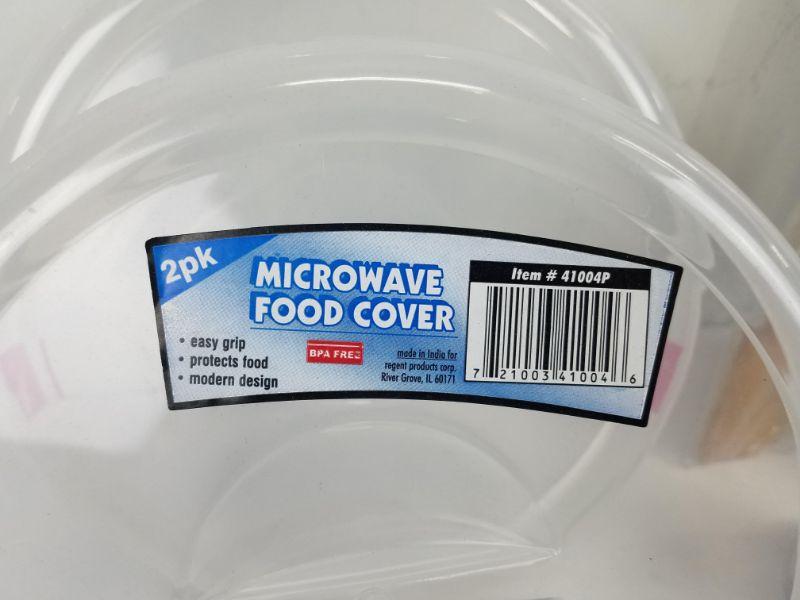 2pk
MICROWAVE
FOOD COVER
• easy grip
• protects food
• modern design
BPA FREE
made in India for
regent products corp.
River Grove, IL 60171
Item # 41004P
7 21003 41004 6